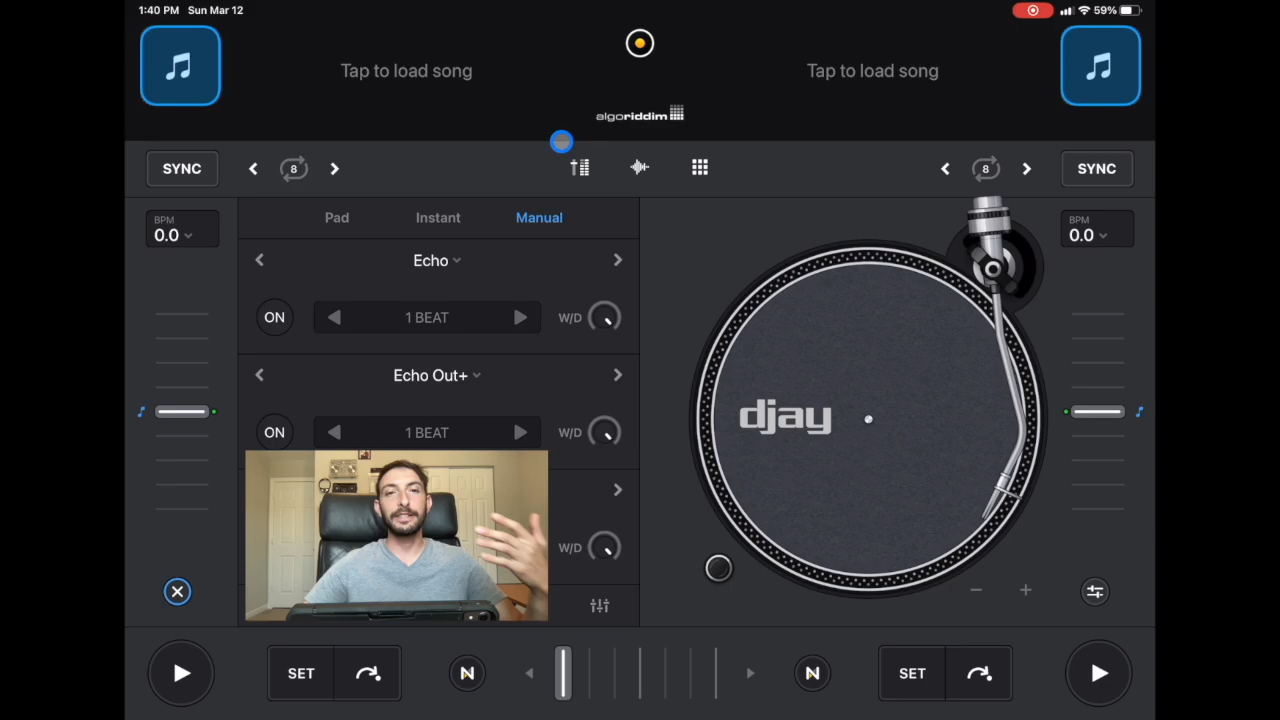 1:40 PM Sun Mar 12
59%
Tap to load song
Tap to load song
algoriddim
SYNC
8
8
SYNC
BPM
0.0
Pad Instant Manual
BPM
0.0
Echo
ON
1 BEAT
W/D
Echo Out+
ON
1 BEAT
W/D
W/D
djay
SET
N
N
SET